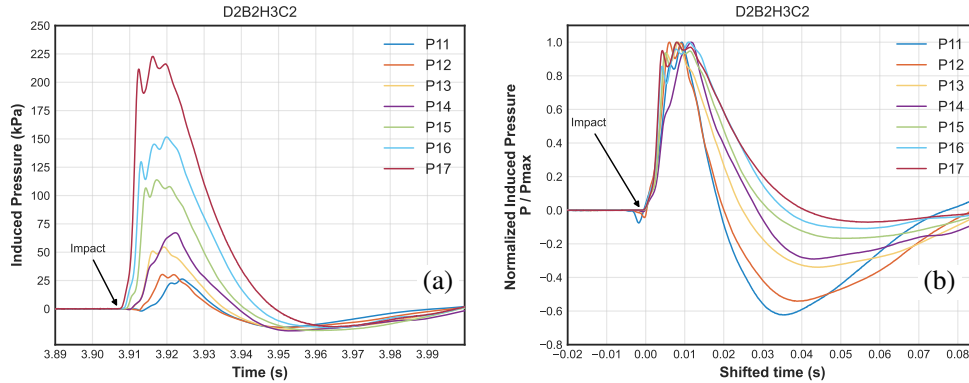 D2B2H3C2
Induced Pressure (kPa)
250
225
200
175
150
125
100
75
50
25
0
Impact
P11
P12
P13
P14
P15
P16
P17
(a)
3.89 3.90 3.91 3.92 3.93 3.94 3.95 3.96 3.97 3.98 3.99
Time (s)
D2B2H3C2
Normalized Induced Pressure
P / Pmax
1.0
0.8
0.6
0.4
0.2
0.0
−0.2
−0.4
−0.6
−0.8
Impact
P11
P12
P13
P14
P15
P16
P17
(b)
−0.02 −0.01 0.00 0.01 0.02 0.03 0.04 0.05 0.06 0.07 0.08
Shifted time (s)